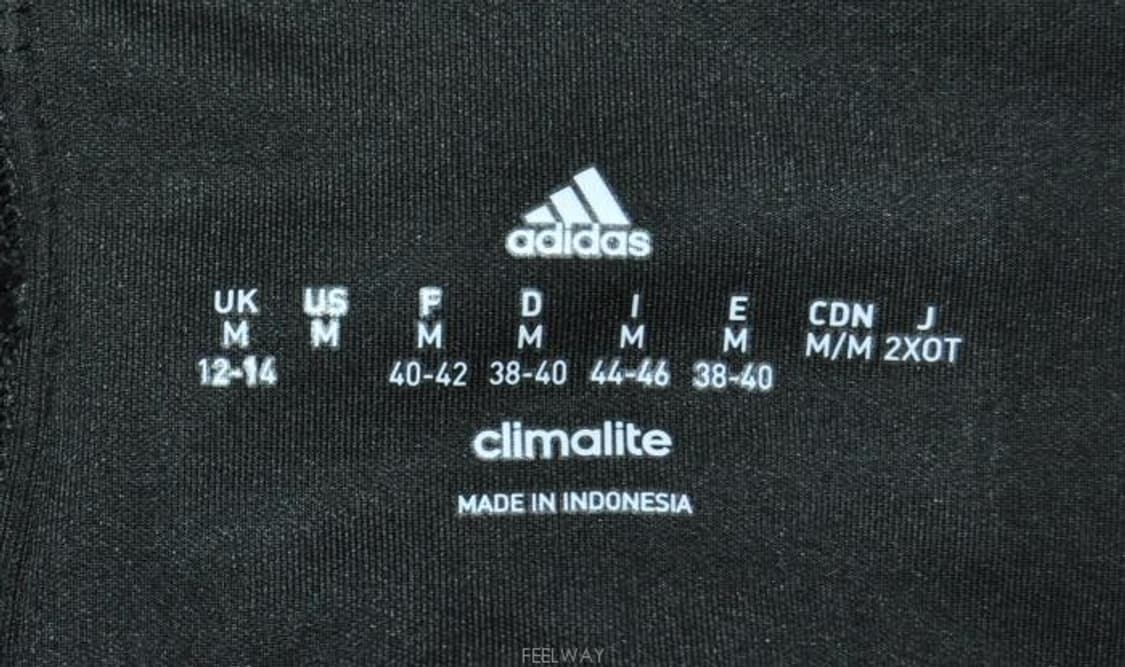 adidas
UK US F D I E CDN J
M M M M M M M/M 2XOT
12-14 40-42 38-40 44-46 38-40
climalite
MADE IN INDONESIA
FEELWAY